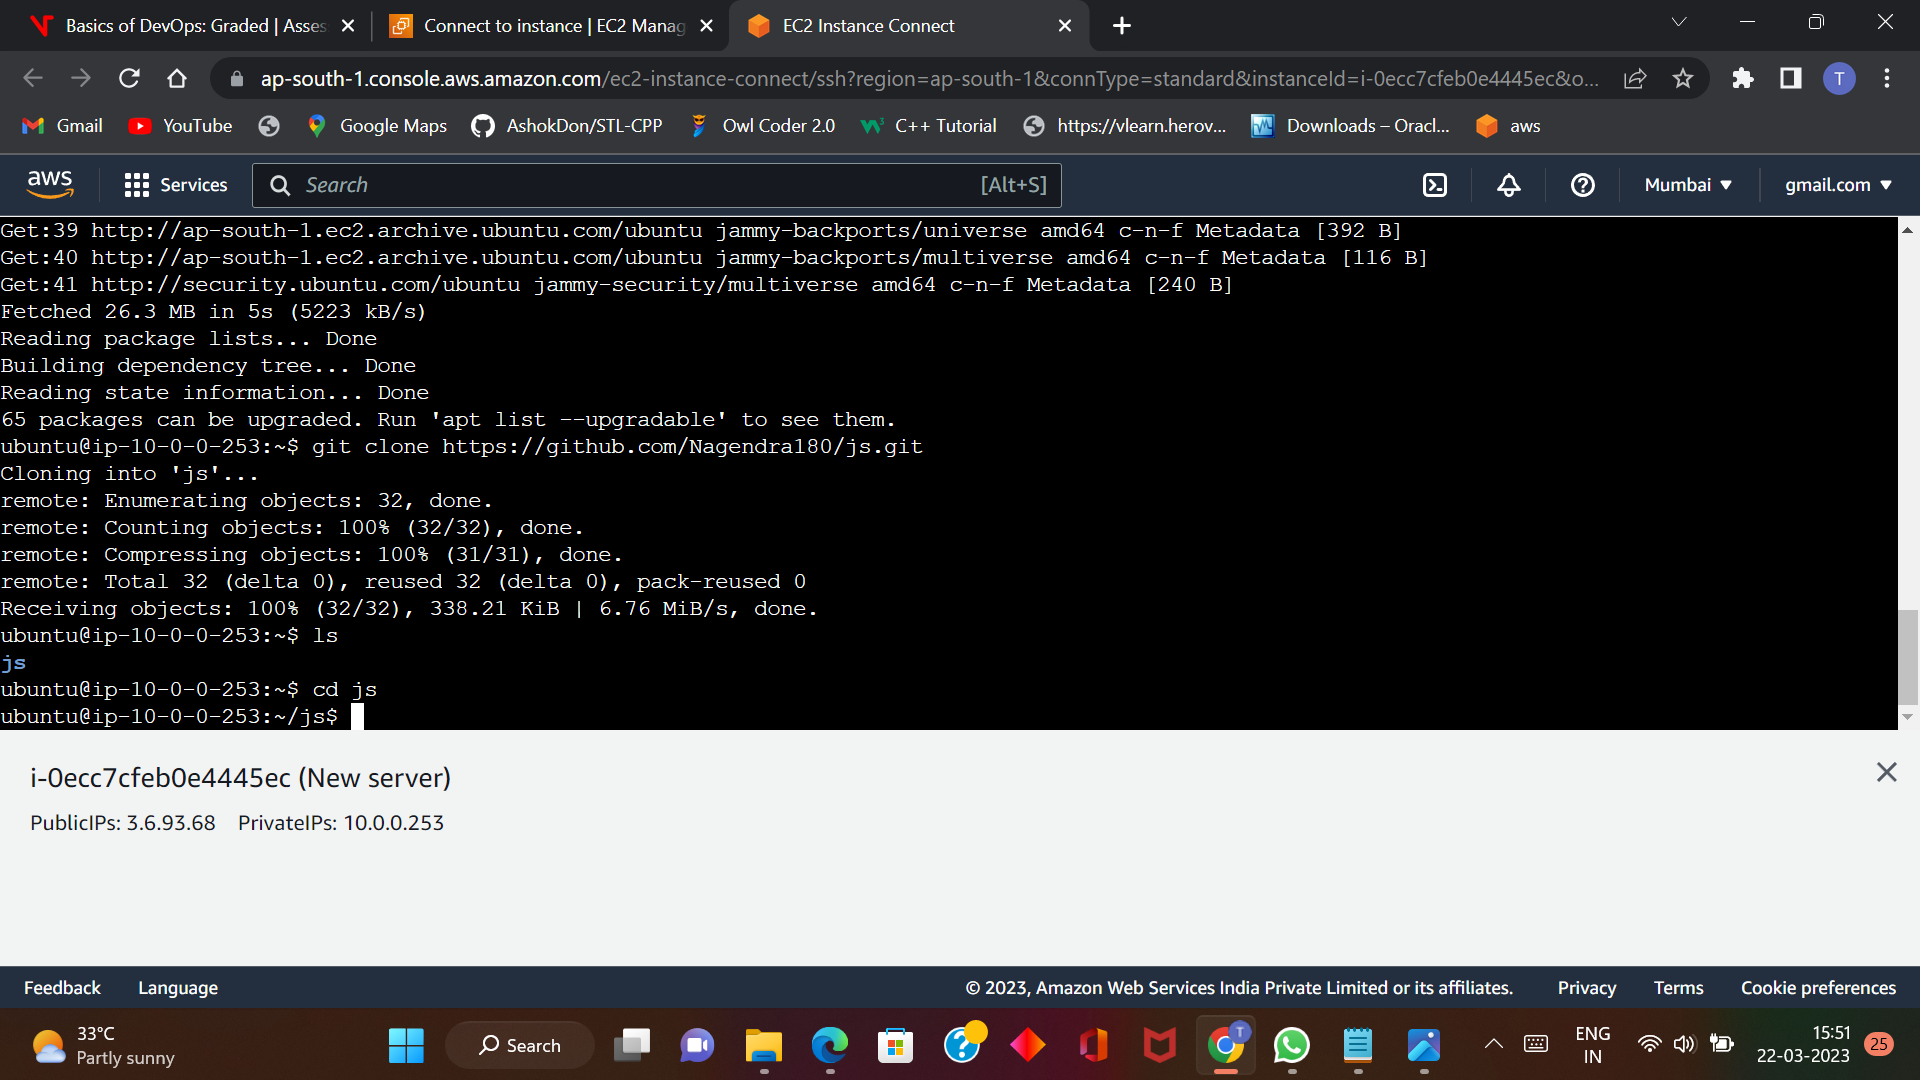 Basics of DevOps: Graded | Asses
Connect to instance | EC2 Manag
EC2 Instance Connect
ap-south-1.console.aws.amazon.com/ec2-instance-connect/ssh?region=ap-south-1&connType=standard&instanceId=i-0ecc7cfeb0e4445ec&o...
T
Gmail
YouTube
Google Maps
AshokDon/STL-CPP
Owl Coder 2.0
C++ Tutorial
https://vlearn.herov...
Downloads – Oracl...
aws
aws
Services
Search
[Alt+S]
Mumbai
gmail.com
Get:39 http://ap-south-1.ec2.archive.ubuntu.com/ubuntu jammy-backports/universe amd64 c-n-f Metadata [392 B]
Get:40 http://ap-south-1.ec2.archive.ubuntu.com/ubuntu jammy-backports/multiverse amd64 c-n-f Metadata [116 B]
Get:41 http://security.ubuntu.com/ubuntu jammy-security/multiverse amd64 c-n-f Metadata [240 B]
Fetched 26.3 MB in 5s (5223 kB/s)
Reading package lists... Done
Building dependency tree... Done
Reading state information... Done
65 packages can be upgraded. Run 'apt list --upgradable' to see them.
ubuntu@ip-10-0-0-253:~$ git clone https://github.com/Nagendra180/js.git
Cloning into 'js'...
remote: Enumerating objects: 32, done.
remote: Counting objects: 100% (32/32), done.
remote: Compressing objects: 100% (31/31), done.
remote: Total 32 (delta 0), reused 32 (delta 0), pack-reused 0
Receiving objects: 100% (32/32), 338.21 KiB | 6.76 MiB/s, done.
ubuntu@ip-10-0-0-253:~$ ls
js
ubuntu@ip-10-0-0-253:~$ cd js
ubuntu@ip-10-0-0-253:~/js$
i-0ecc7cfeb0e4445ec (New server)
PublicIPs: 3.6.93.68 PrivateIPs: 10.0.0.253
Feedback
Language
© 2023, Amazon Web Services India Private Limited or its affiliates.
Privacy
Terms
Cookie preferences
33°C
Partly sunny
Search
T
ENG
IN
15:51
22-03-2023
25